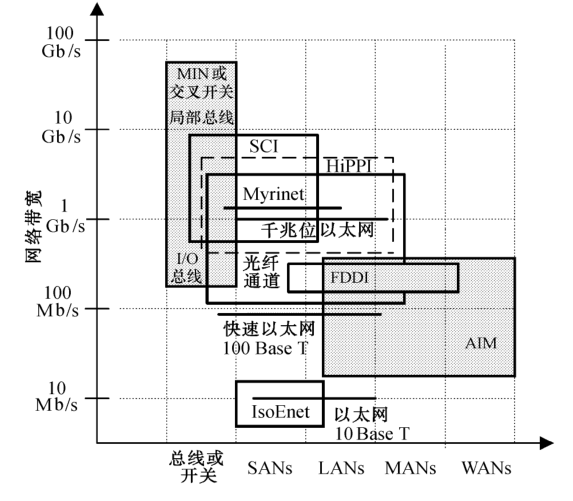 100
Gb/s
MIN或
交叉开关
局部总线
10
Gb/s
SCI
HiPPI
Myrinet
网络带宽
1
Gb/s
千兆位以太网
I/O
总线
光纤
通道
FDDI
100
Mb/s
快速以太网
100 Base T
AIM
10
Mb/s
IsoEnet
以太网
10 Base T
总线或
开关
SANs
LANs
MANs
WANs